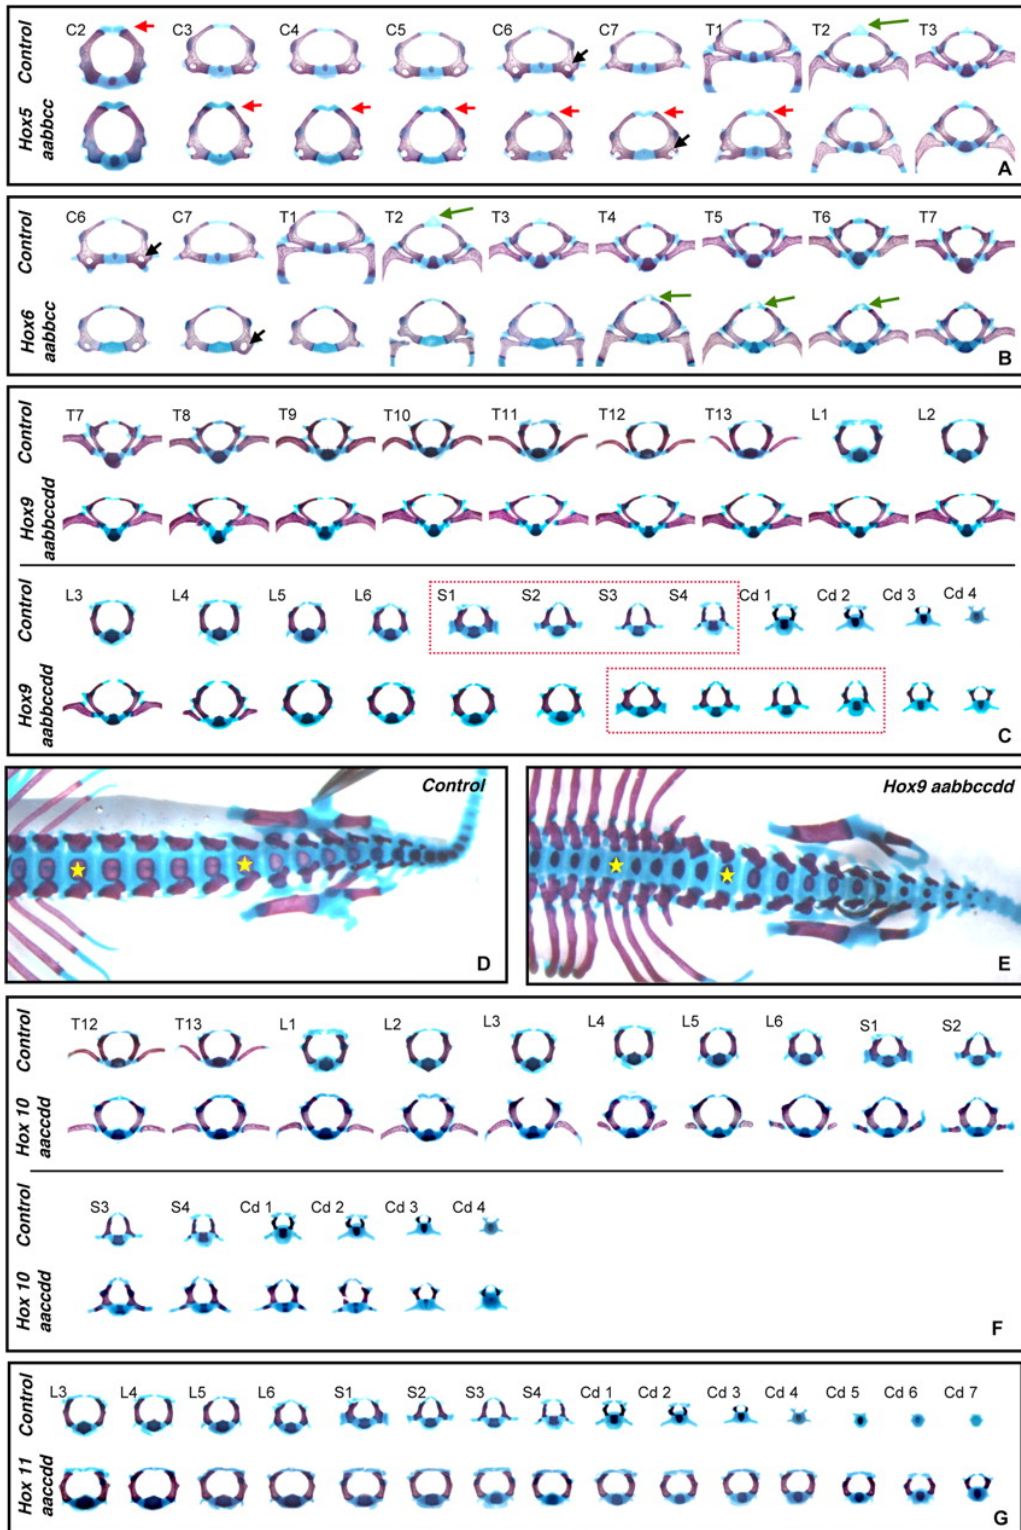 C2 C3 C4 C5 C6 C7 T1 T2 T3
Control
Hox5
aabbcc
A
C6 C7 T1 T2 T3 T4 T5 T6 T7
Control
Hox6
aabbcc
B
T7 T8 T9 T10 T11 T12 T13 L1 L2
Control
Hox9
aabbccdd
L3 L4 L5 L6 S1 S2 S3 S4 Cd 1 Cd 2 Cd 3 Cd 4
Control
Hox9
aabbccdd
C
Control
D
Hox9 aabbccdd
E
T12 T13 L1 L2 L3 L4 L5 L6 S1 S2
Control
Hox 10
aaccdd
S3 S4 Cd 1 Cd 2 Cd 3 Cd 4
Control
Hox 10
aaccdd
F
L3 L4 L5 L6 S1 S2 S3 S4 Cd 1 Cd 2 Cd 3 Cd 4 Cd 5 Cd 6 Cd 7
Control
Hox 11
aaccdd
G